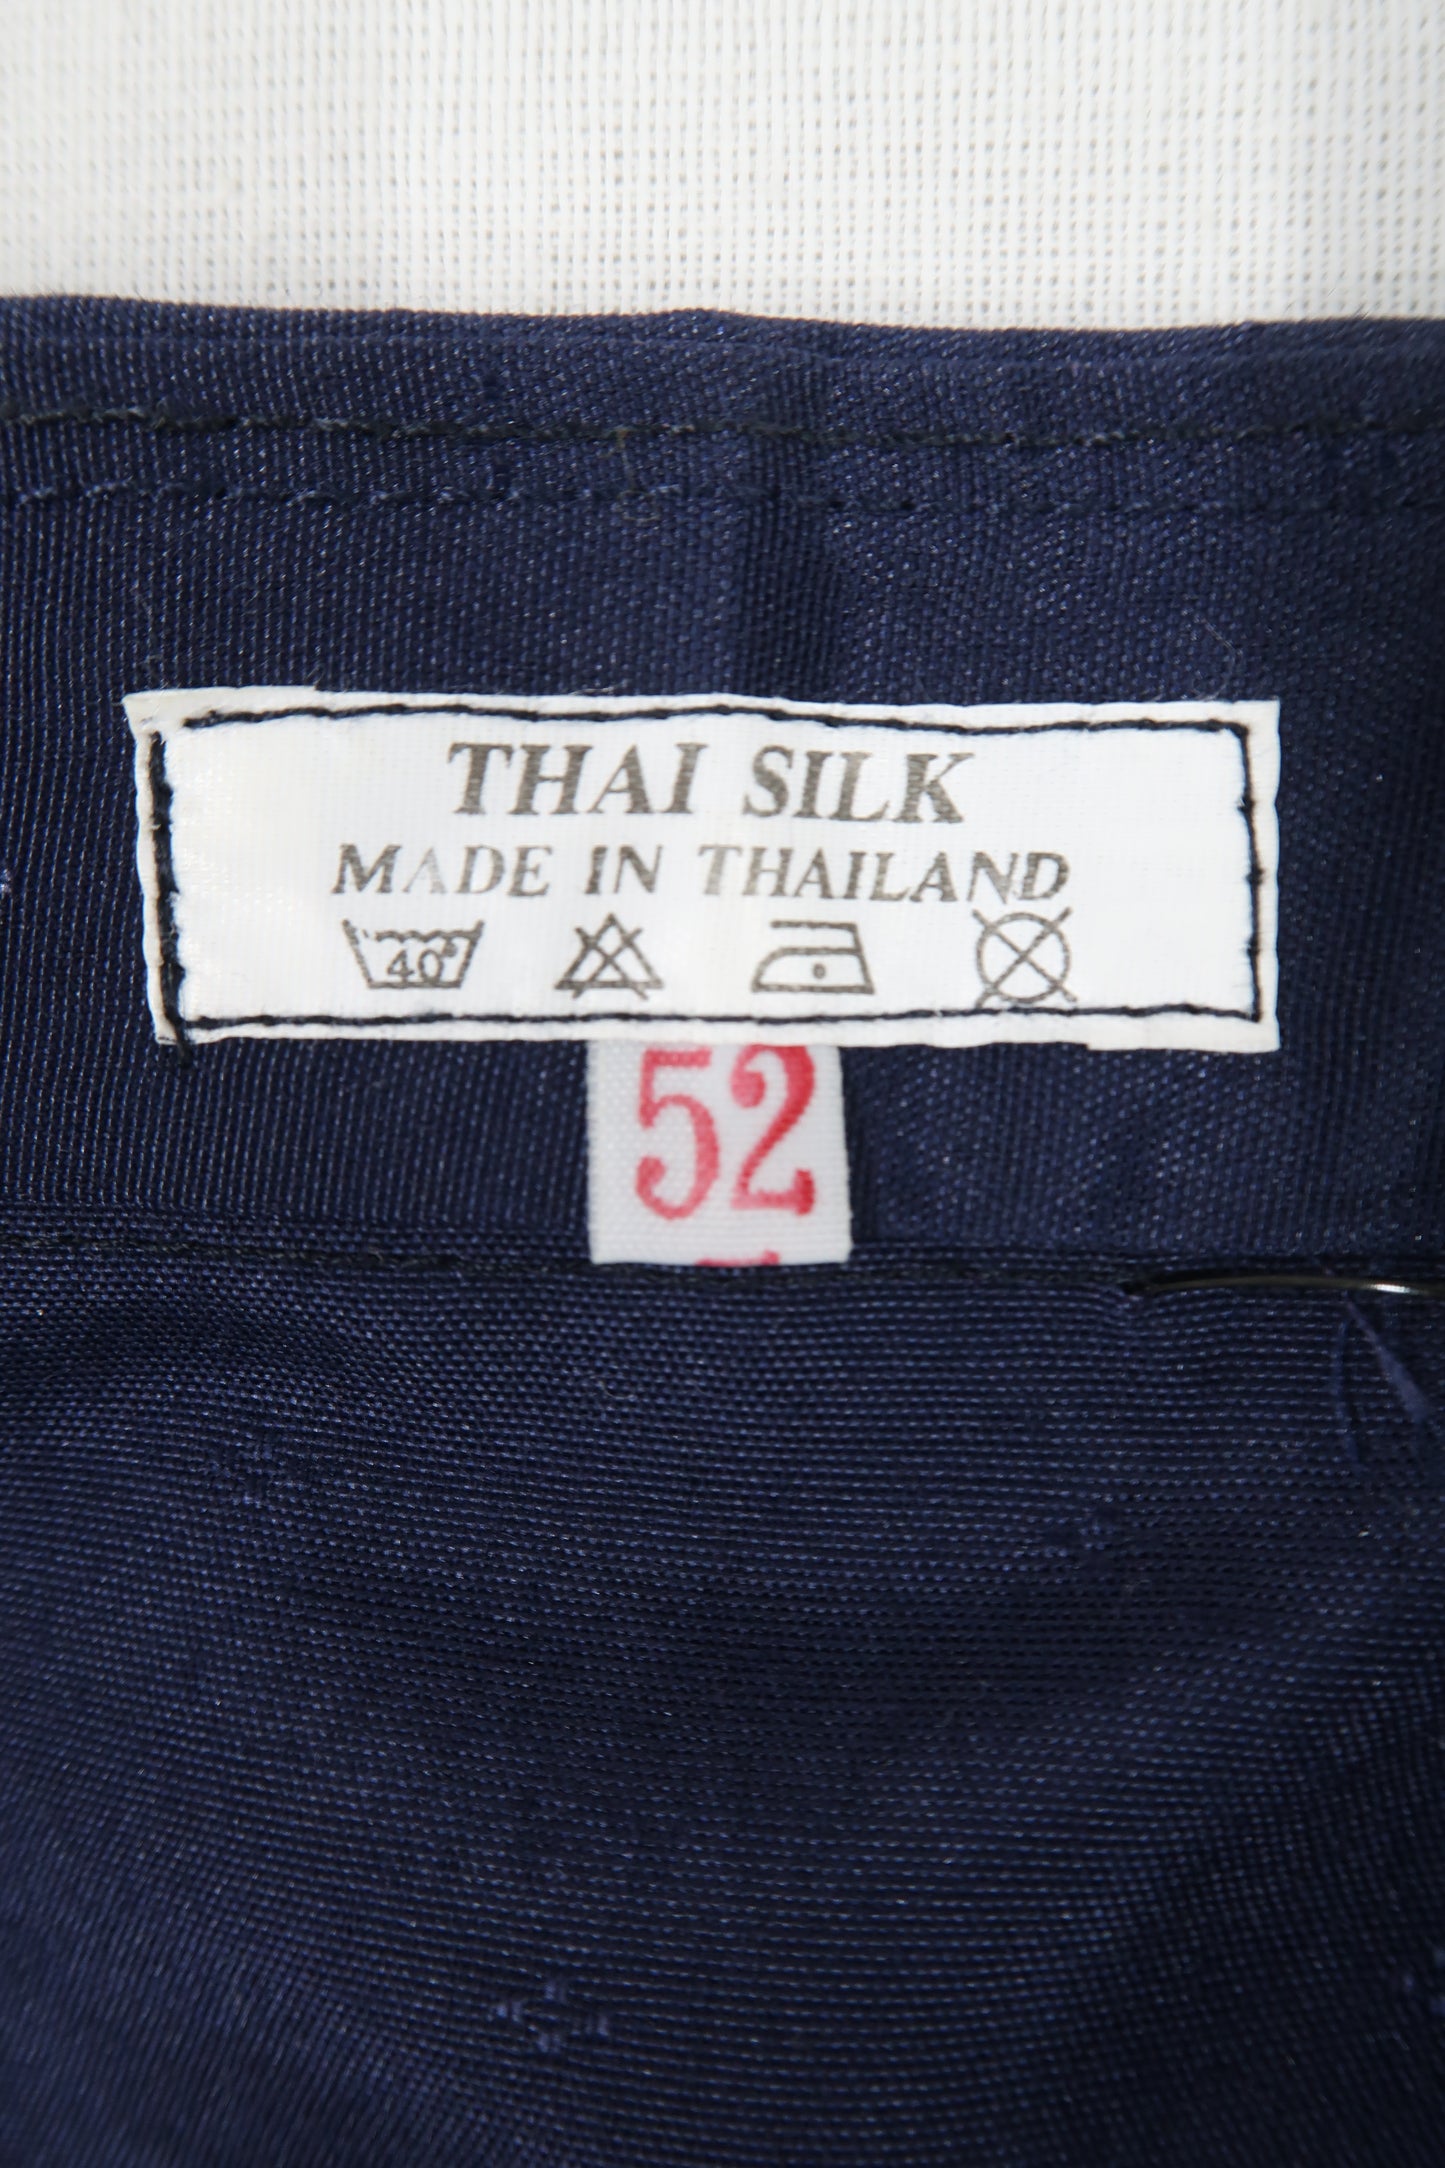 THAI SILK
MADE IN THAILAND
40°
52